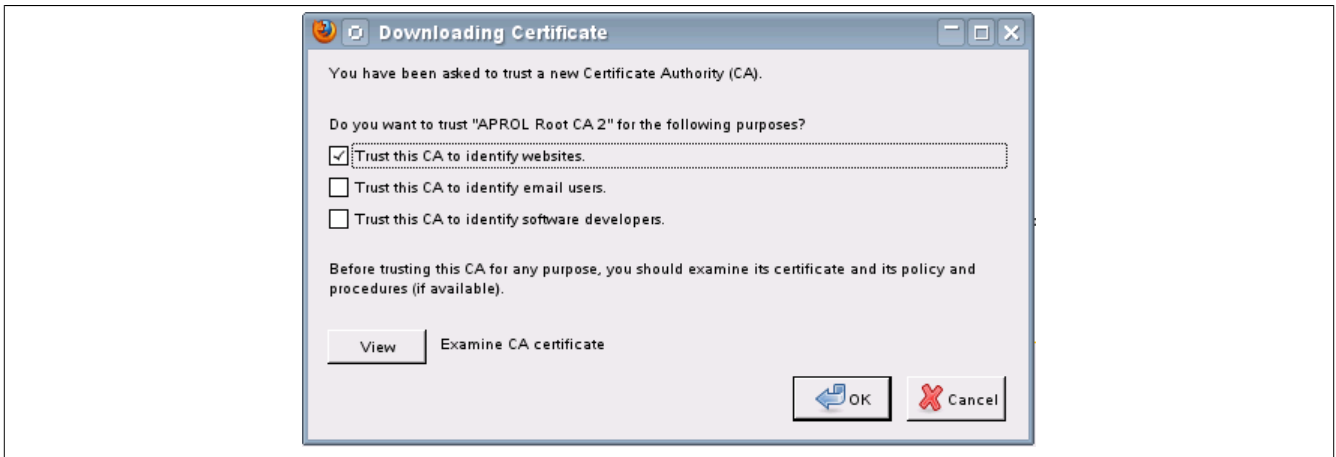 Downloading Certificate
You have been asked to trust a new Certificate Authority (CA).
Do you want to trust "APROL Root CA 2" for the following purposes?
Trust this CA to identify websites.
Trust this CA to identify email users.
Trust this CA to identify software developers.
Before trusting this CA for any purpose, you should examine its certificate and its policy and
procedures (if available).
View Examine CA certificate
OK Cancel